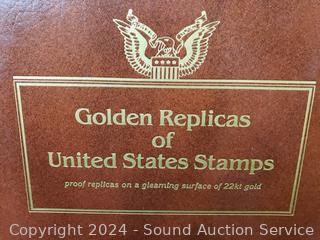 Golden Replicas
of
United States Stamps
proof replicas on a gleaming surface of 22kt gold
Copyright 2024 - Sound Auction Service